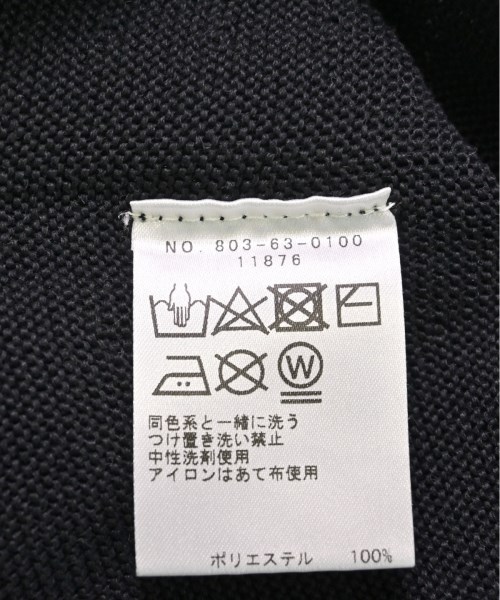 NO. 803-63-0100
11876
W
同色系と一緒に洗う
つけ置き洗い禁止
中性洗剤使用
アイロンはあて布使用
ポリエステル 100%